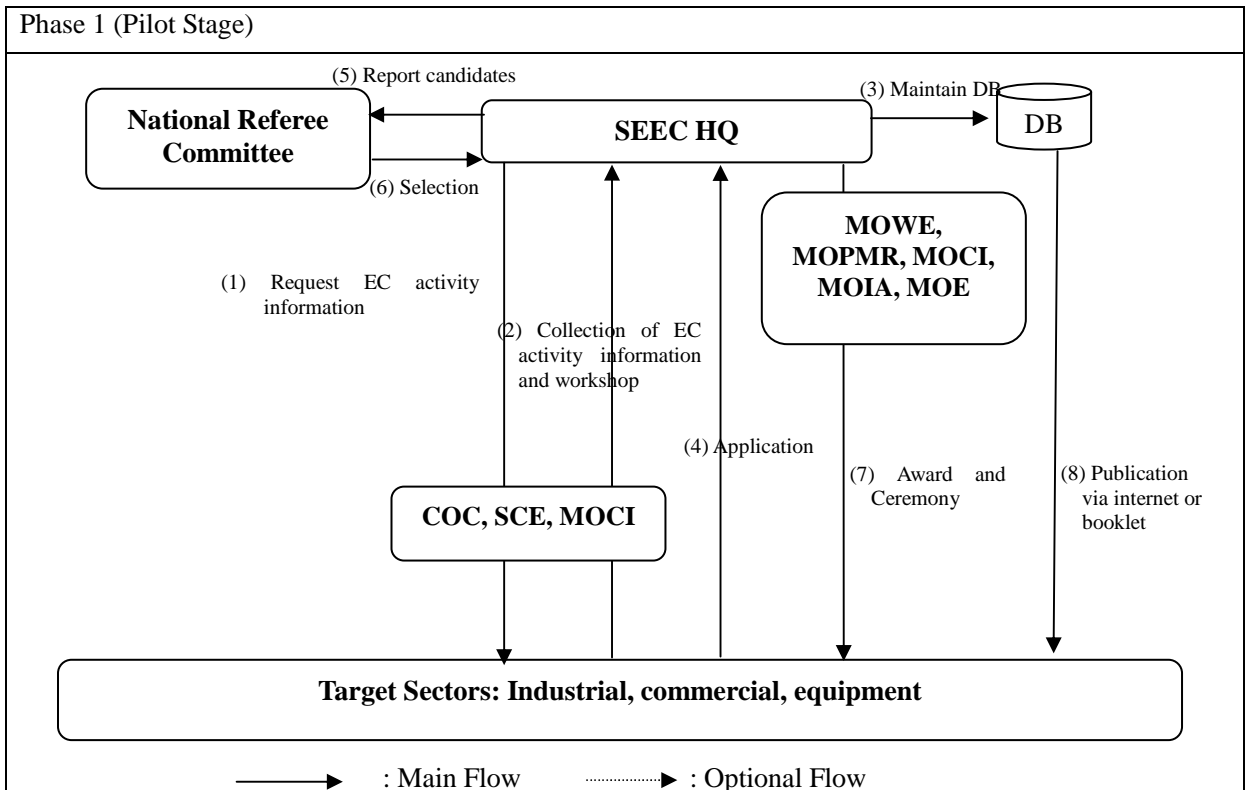 Phase 1 (Pilot Stage)
(5) Report candidates
(3) Maintain DB
National Referee
Committee
SEEC HQ
DB
(6) Selection
MOWE,
MOPMR, MOCI,
MOIA, MOE
(1) Request EC activity
information
(2) Collection of EC
activity information
and workshop
(4) Application
(7) Award and
Ceremony
(8) Publication
via internet or
booklet
COC, SCE, MOCI
Target Sectors: Industrial, commercial, equipment
: Main Flow
: Optional Flow